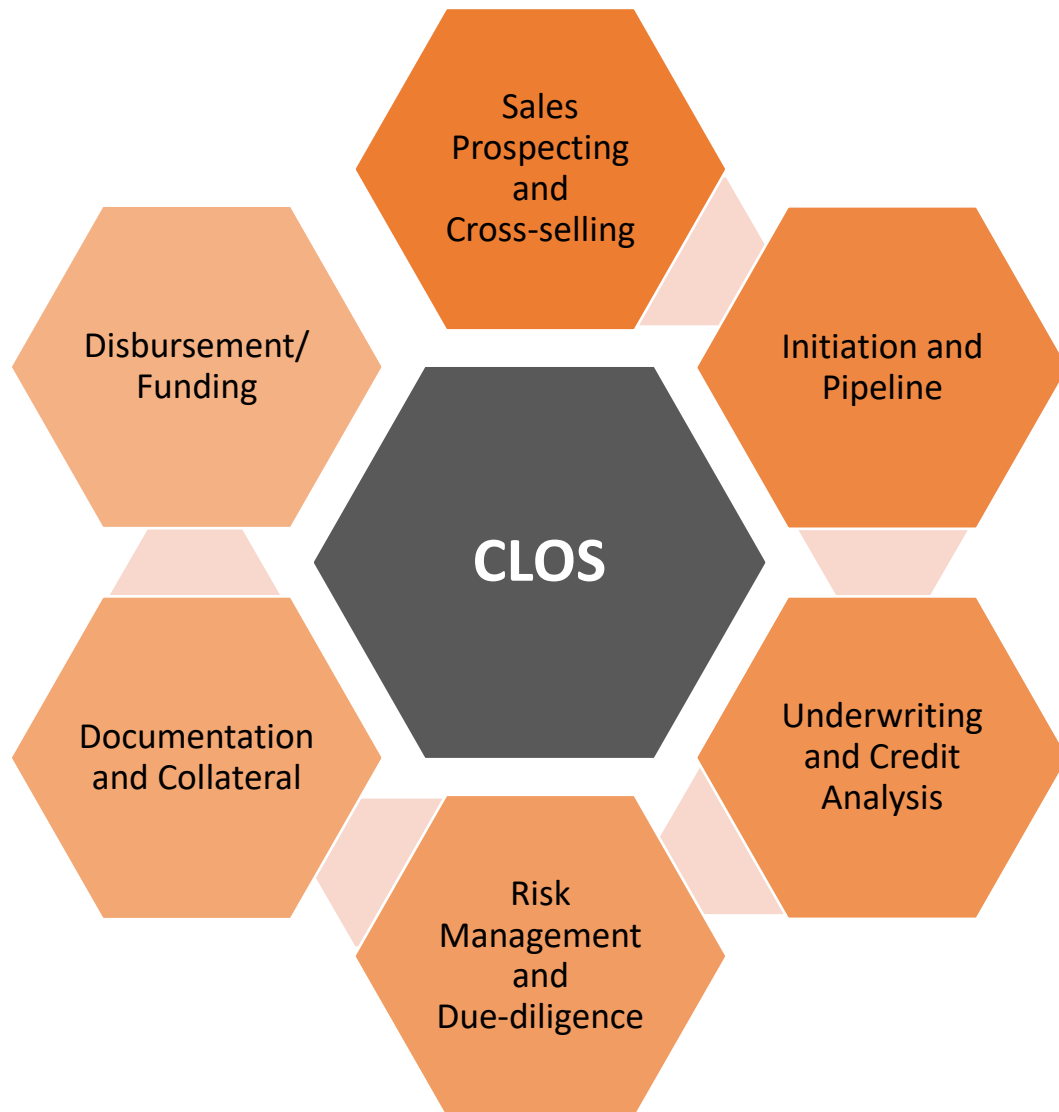 Sales
Prospecting
and
Cross-selling
Initiation and
Pipeline
Underwriting
and Credit
Analysis
Risk
Management
and
Due-diligence
Documentation
and Collateral
Disbursement/
Funding
CLOS